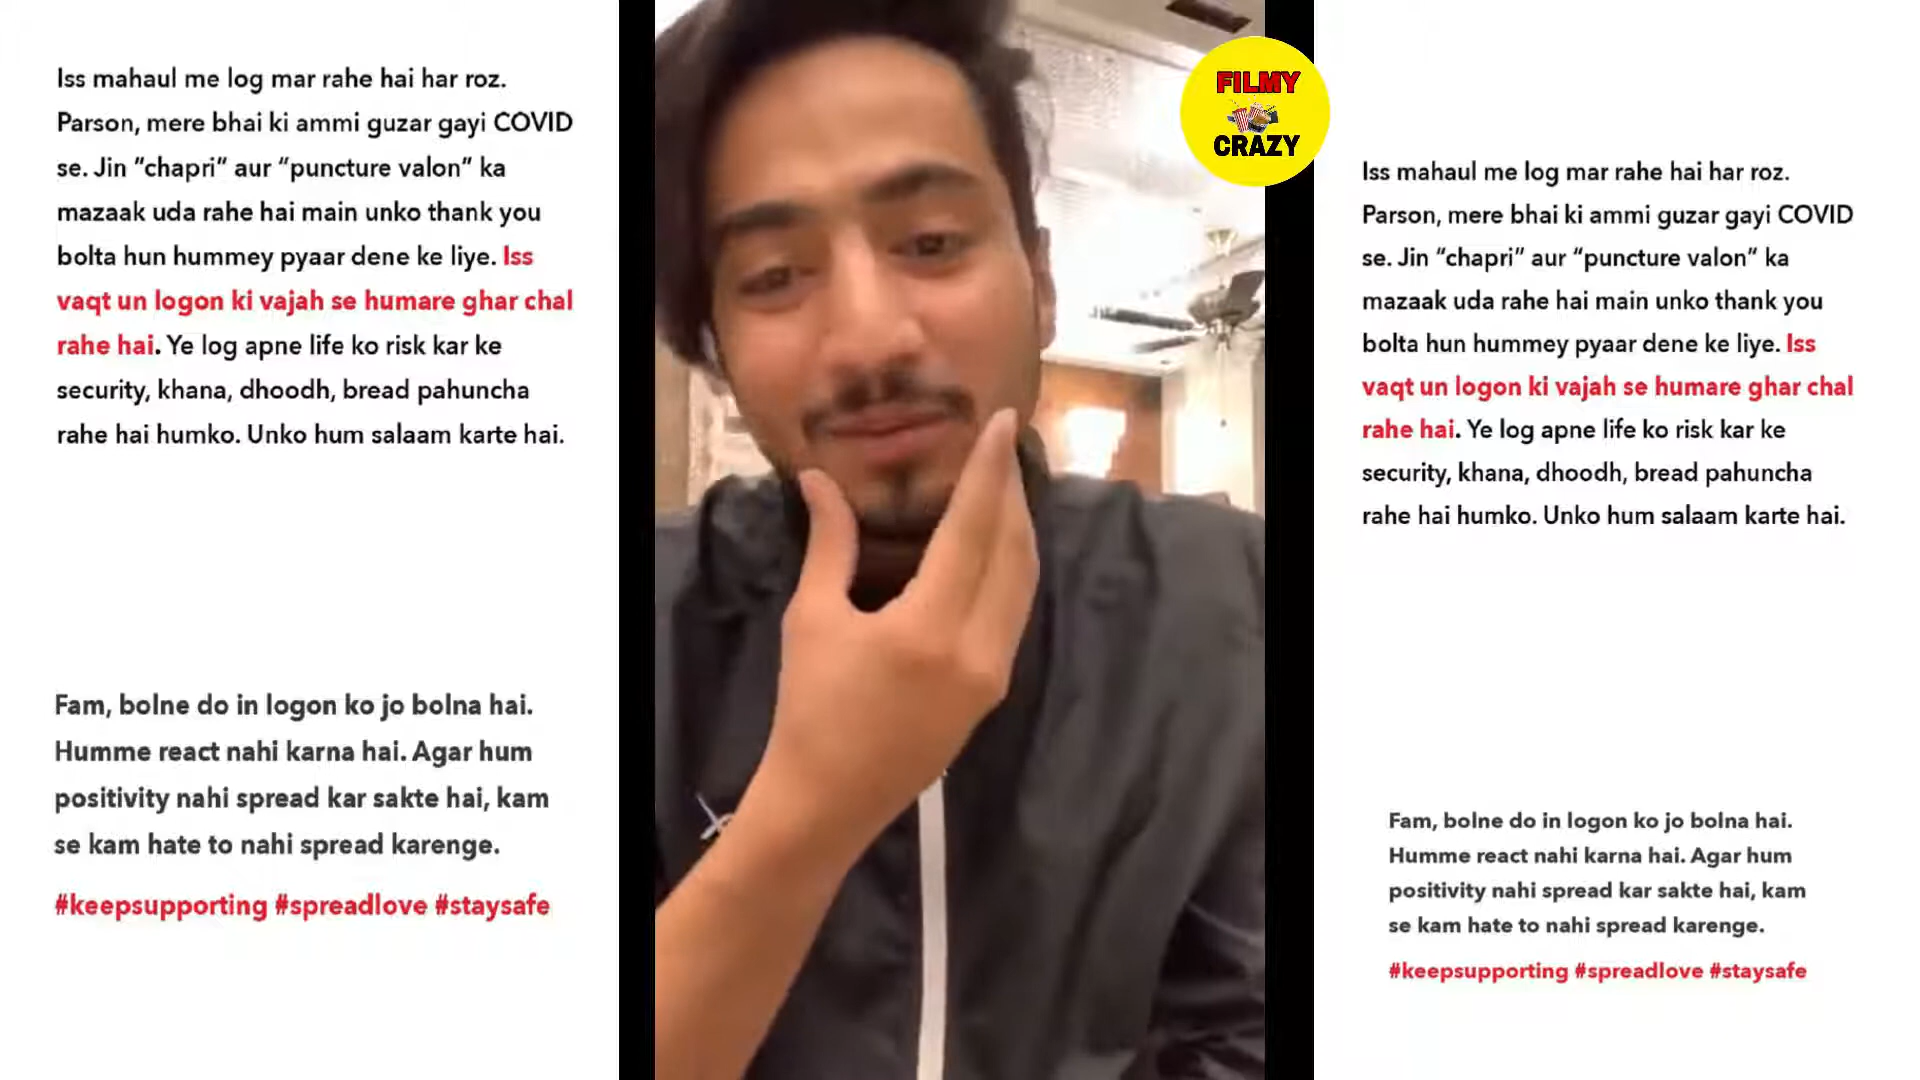 Iss mahaul me log mar rahe hai har roz.
Parson, mere bhai ki ammi guzar gayi COVID
se. Jin “chapri” aur “puncture valon” ka
mazaak uda rahe hai main unko thank you
bolta hun hummey pyaar dene ke liye. Iss
vaqt un logon ki vajah se humare ghar chal
rahe hai. Ye log apne life ko risk kar ke
security, khana, dhoodh, bread pahuncha
rahe hai humko. Unko hum salaam karte hai.
Fam, bolne do in logon ko jo bolna hai.
Humme react nahi karna hai. Agar hum
positivity nahi spread kar sakte hai, kam
se kam hate to nahi spread karenge.
#keepsupporting #spreadlove #staysafe
FILMY
CRAZY
Iss mahaul me log mar rahe hai har roz.
Parson, mere bhai ki ammi guzar gayi COVID
se. Jin “chapri” aur “puncture valon” ka
mazaak uda rahe hai main unko thank you
bolta hun hummey pyaar dene ke liye. Iss
vaqt un logon ki vajah se humare ghar chal
rahe hai. Ye log apne life ko risk kar ke
security, khana, dhoodh, bread pahuncha
rahe hai humko. Unko hum salaam karte hai.
Fam, bolne do in logon ko jo bolna hai.
Humme react nahi karna hai. Agar hum
positivity nahi spread kar sakte hai, kam
se kam hate to nahi spread karenge.
#keepsupporting #spreadlove #staysafe